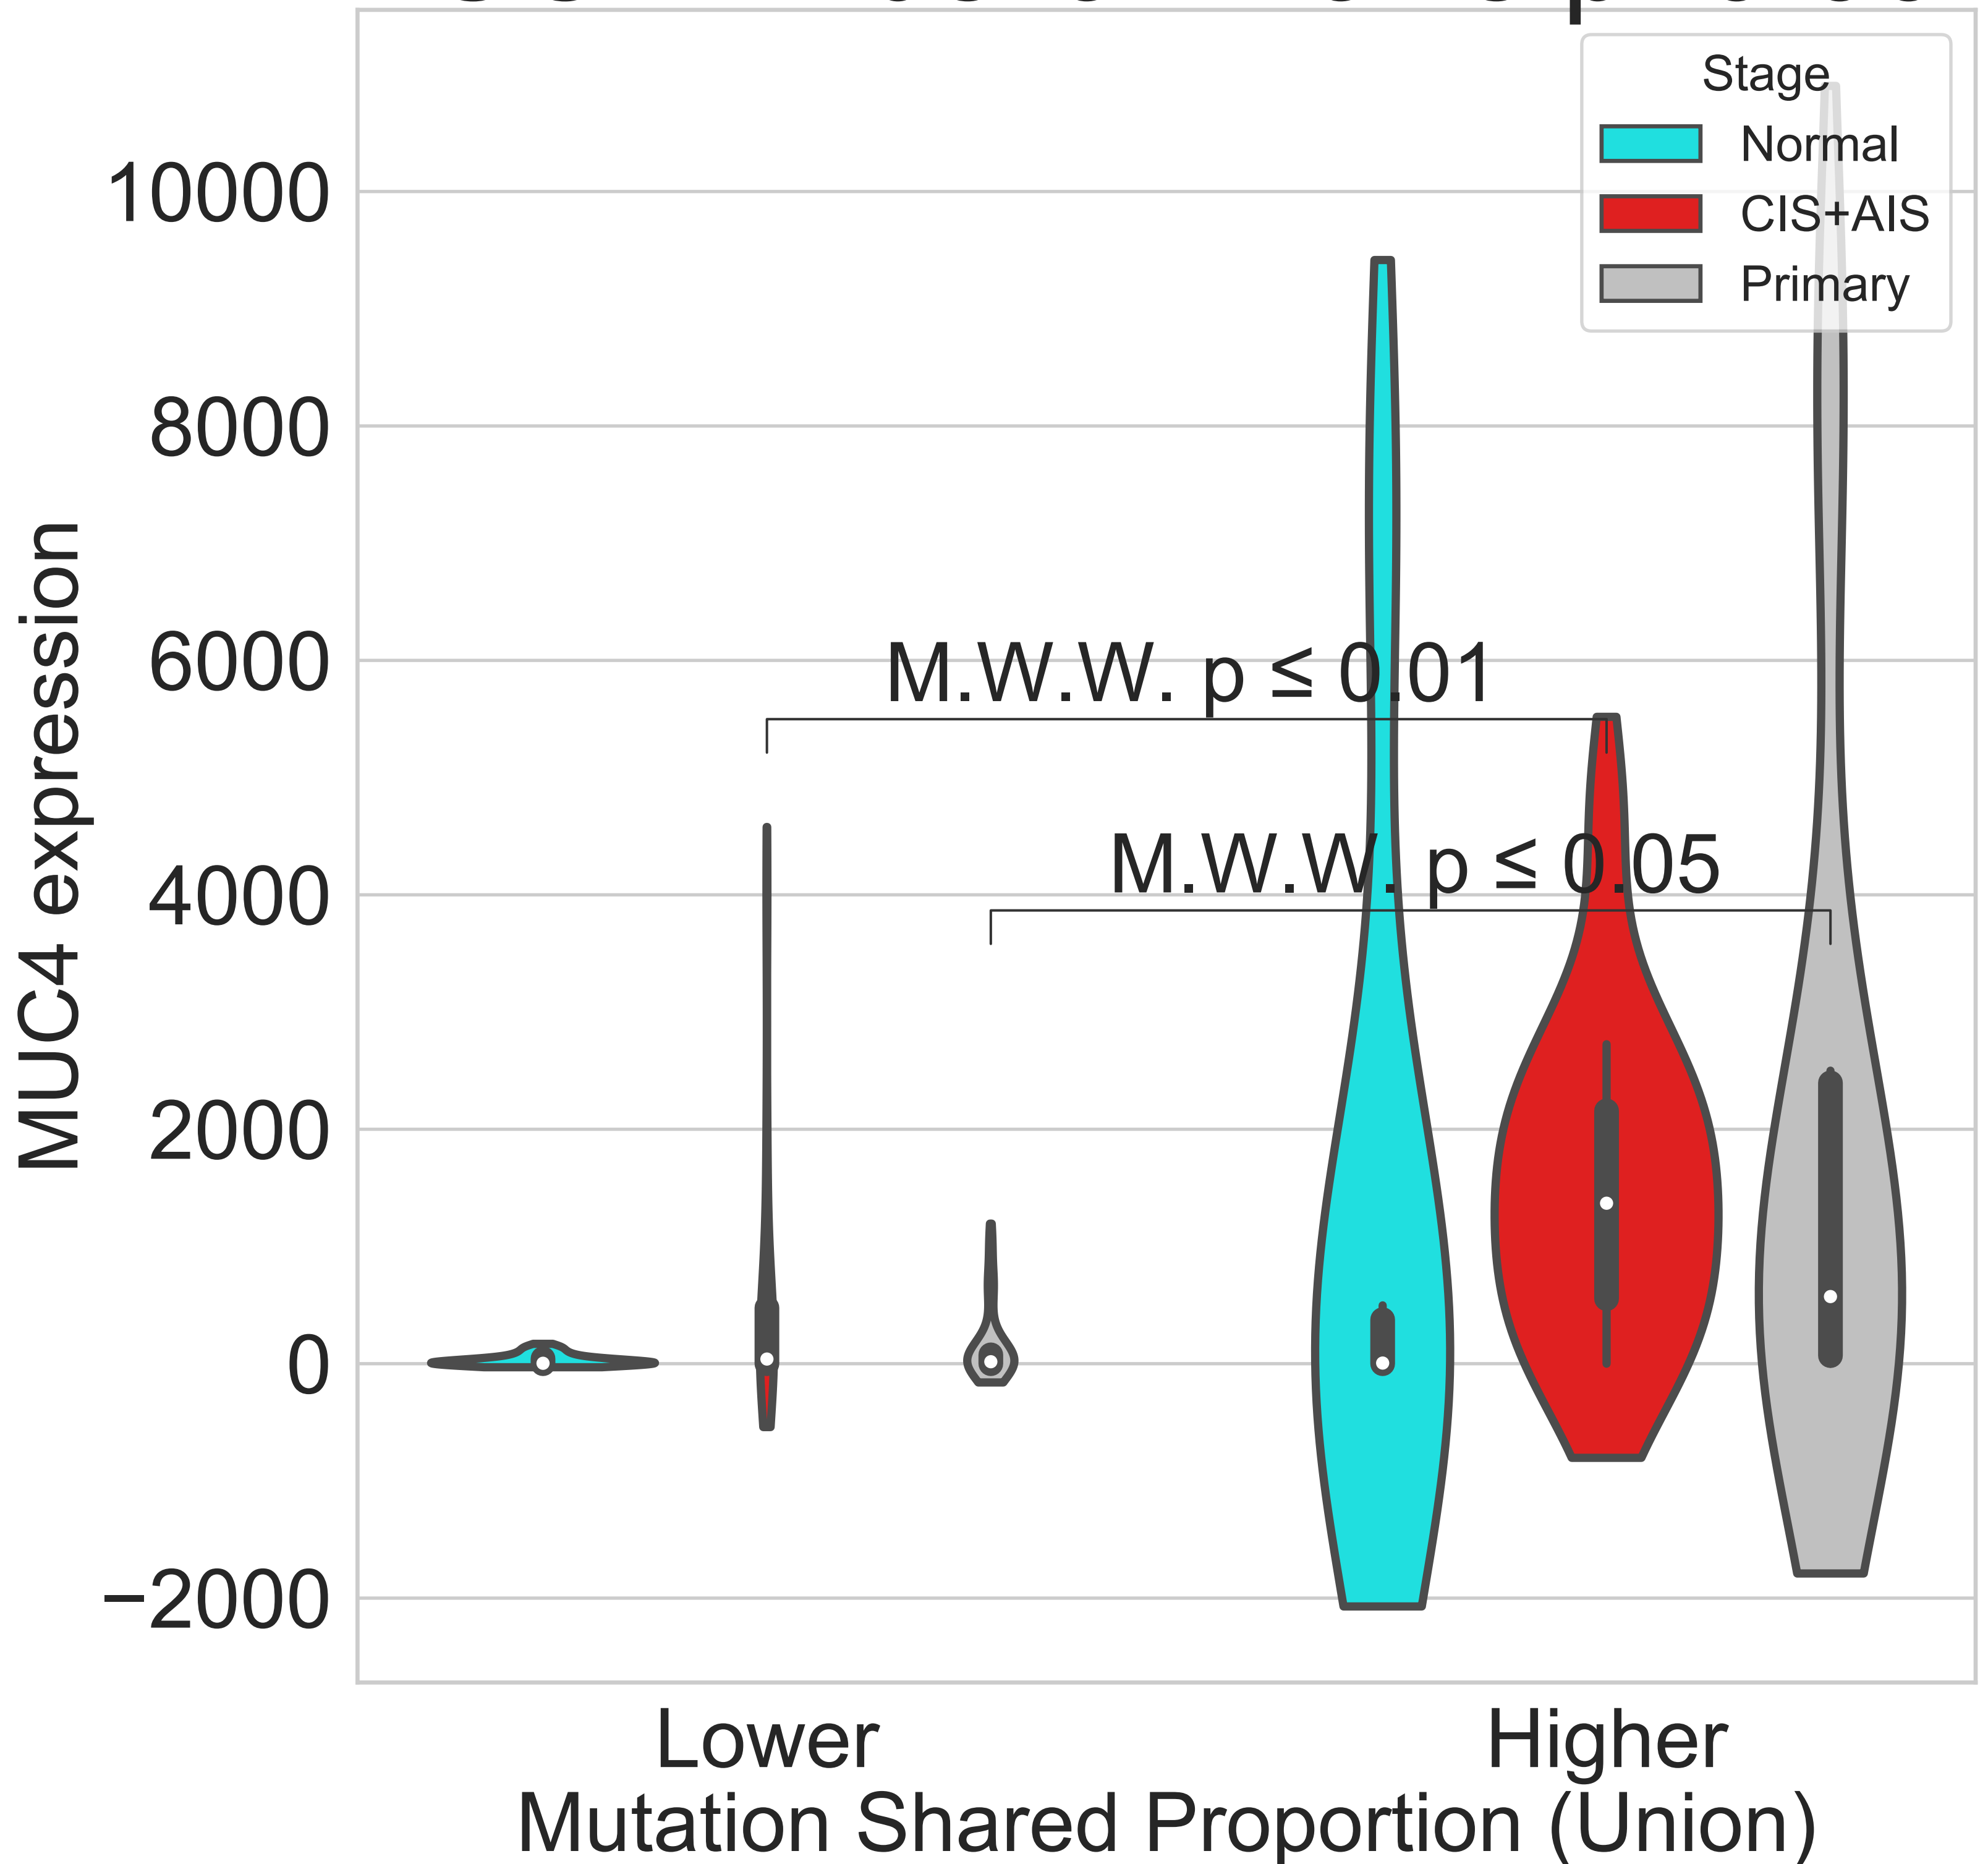 Stage
Normal
CIS+AIS
Primary
10000
8000
6000
4000
2000
0
−2000
MUC4 expression
M.W.W. p ≤ 0.01
M.W.W. p ≤ 0.05
Lower
Higher
Mutation Shared Proportion (Union)